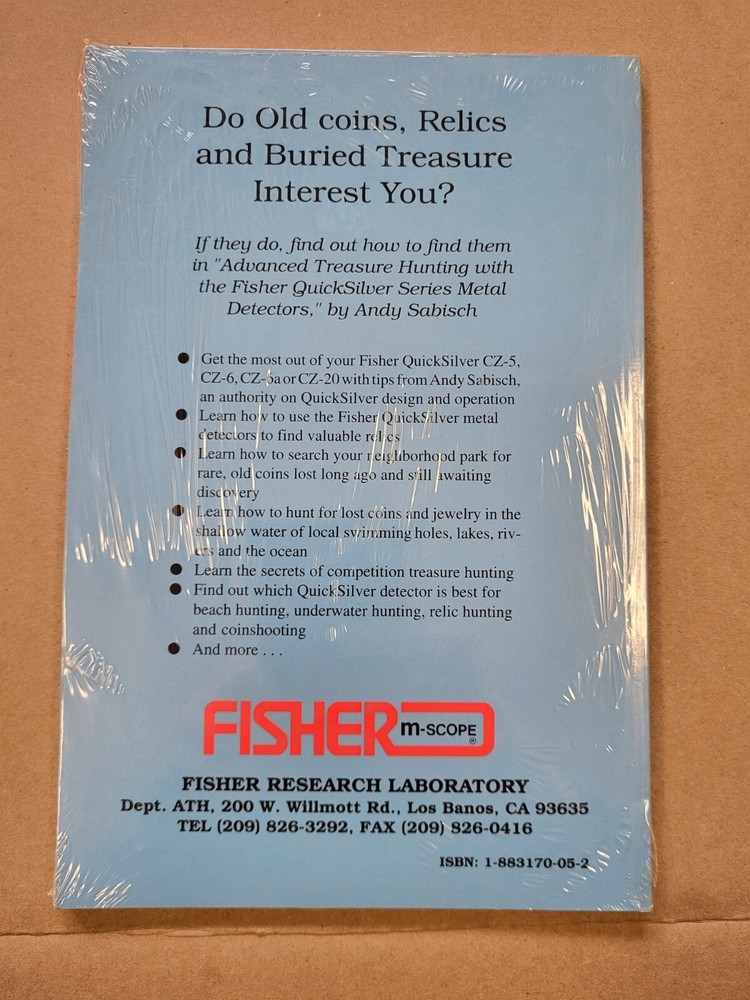 Do Old coins, Relics
and Buried Treasure
Interest You?
If they do, find out how to find them
in "Advanced Treasure Hunting with
the Fisher QuickSilver Series Metal
Detectors," by Andy Sabisch
● Get the most out of your Fisher QuickSilver CZ-5,
CZ-6, CZ-6a or CZ-20 with tips from Andy Sabisch,
an authority on QuickSilver design and operation
● Learn how to use the Fisher QuickSilver metal
detectors to find valuable relics
● Learn how to search your neighborhood park for
rare, old coins lost long ago and still awaiting
discovery
● Learn how to hunt for lost coins and jewelry in the
shallow water of local swimming holes, lakes, riv-
ers and the ocean
● Learn the secrets of competition treasure hunting
● Find out which QuickSilver detector is best for
beach hunting, underwater hunting, relic hunting
and coinshooting
● And more . . .
FISHER m-SCOPE ®
FISHER RESEARCH LABORATORY
Dept. ATH, 200 W. Willmott Rd., Los Banos, CA 93635
TEL (209) 826-3292, FAX (209) 826-0416
ISBN: 1-883170-05-2